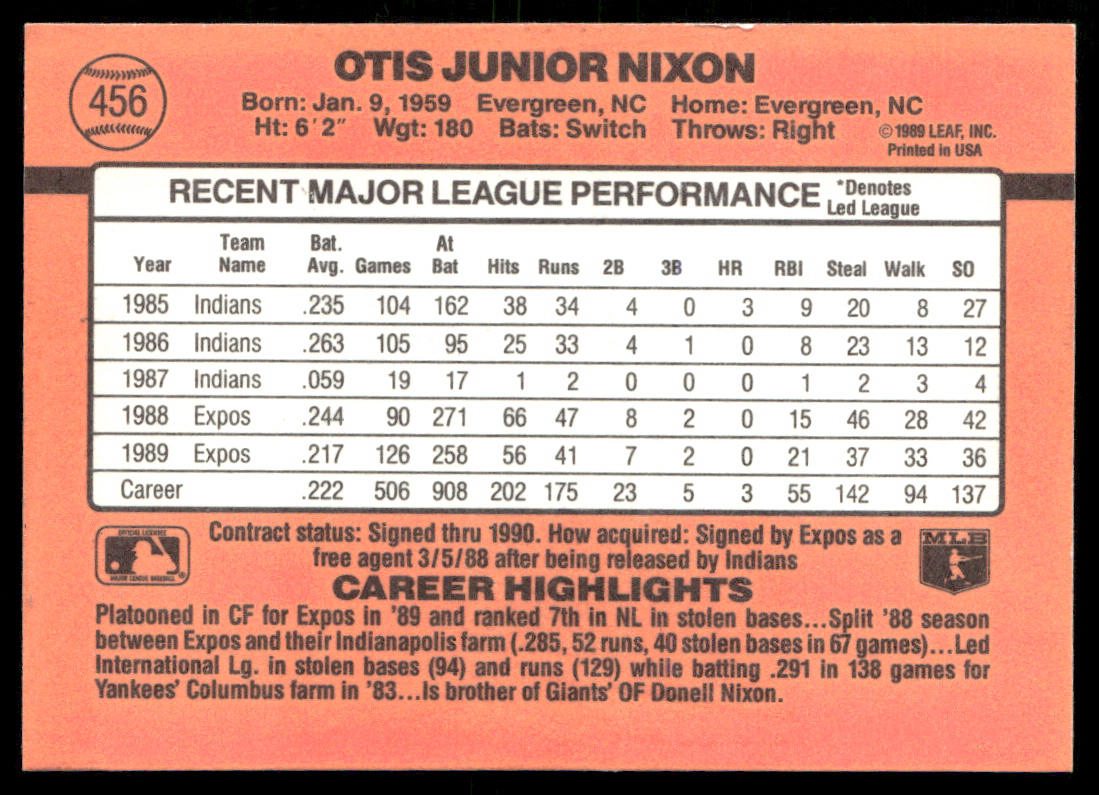 456
OTIS JUNIOR NIXON
Born: Jan. 9, 1959 Evergreen, NC Home: Evergreen, NC
Ht: 6'2" Wgt: 180 Bats: Switch Throws: Right
©1989 LEAF, INC.
Printed in USA
RECENT MAJOR LEAGUE PERFORMANCE
*Denotes
Led League
Year Team Name Bat. Avg. Games At Bat Hits Runs 2B 3B HR RBI Steal Walk SO
1985 Indians .235 104 162 38 34 4 0 3 9 20 8 27
1986 Indians .263 105 95 25 33 4 1 0 8 23 13 12
1987 Indians .059 19 17 1 2 0 0 0 1 2 3 4
1988 Expos .244 90 271 66 47 8 2 0 15 46 28 42
1989 Expos .217 126 258 56 41 7 2 0 21 37 33 36
Career .222 506 908 202 175 23 5 3 55 142 94 137
Contract status: Signed thru 1990. How acquired: Signed by Expos as a
free agent 3/5/88 after being released by Indians
OFFICIAL LICENSEE
MAJOR LEAGUE BASEBALL
®
MLB
CAREER HIGHLIGHTS
Platooned in CF for Expos in '89 and ranked 7th in NL in stolen bases...Split '88 season
between Expos and their Indianapolis farm (.285, 52 runs, 40 stolen bases in 67 games)...Led
International Lg. in stolen bases (94) and runs (129) while batting .291 in 138 games for
Yankees' Columbus farm in '83...Is brother of Giants' OF Donell Nixon.